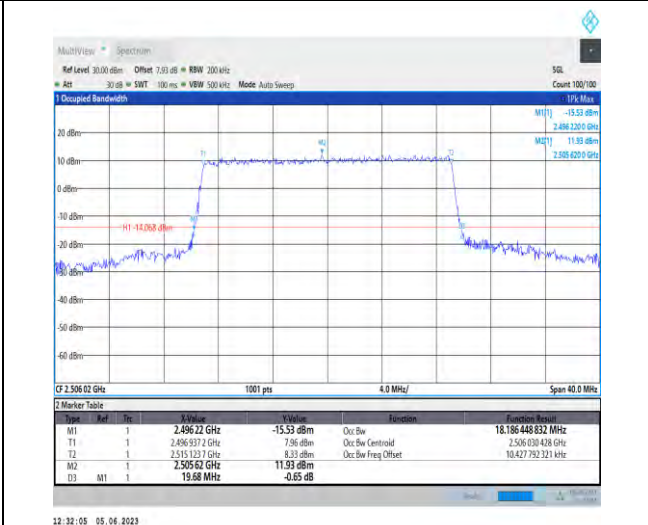 MultiView Spectrum
Ref Level 30.00 dBm Offset 7.93 dB RBW 200 kHz SGL
Att 30 dB SWT 100 ms VBW 500 kHz Mode Auto Sweep Count 100/100
1 Occupied Bandwidth 1Pk Max
M1[1] -15.53 dBm
2.496 2200 GHz
20 dBm
M2[1] 11.93 dBm
2.505 6200 GHz
T1 M2 T2
10 dBm
0 dBm
-10 dBm
H1 -14.068 dBm
-20 dBm
-30 dBm
-40 dBm
-50 dBm
-60 dBm
CF 2.506 02 GHz 1001 pts 4.0 MHz/ Span 40.0 MHz
2 Marker Table
Type Ref Trc X-Value Y-Value Function Function Result
M1 1 2.496 22 GHz -15.53 dBm Occ Bw 18.186 448 832 MHz
T1 1 2.496 937 2 GHz 7.96 dBm Occ Bw Centroid 2.506 030 428 GHz
T2 1 2.515 123 7 GHz 8.33 dBm Occ Bw Freq Offset 10.427 792 321 kHz
M2 1 2.505 62 GHz 11.93 dBm
D3 M1 1 19.68 MHz -0.65 dB
12:32:05 05.06.2023